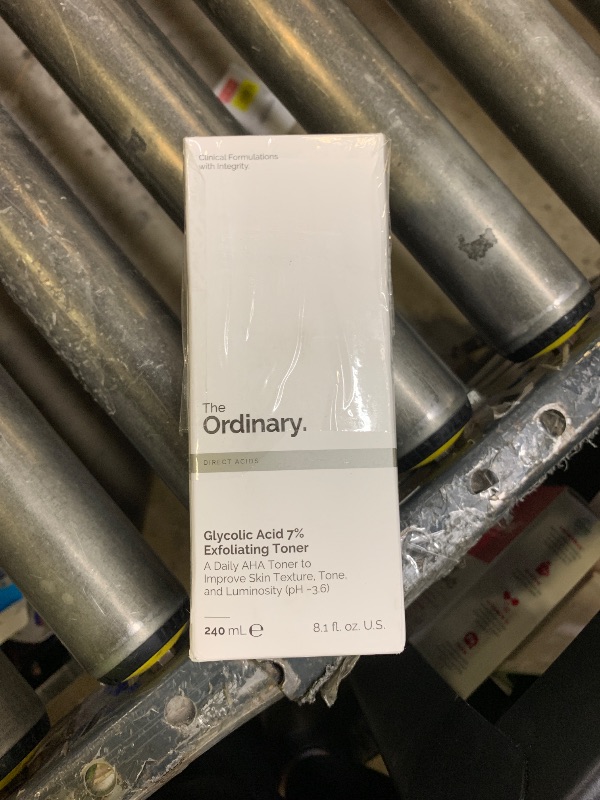 Clinical Formulations
with Integrity.
The
Ordinary.
DIRECT ACIDS
Glycolic Acid 7%
Exfoliating Toner
A Daily AHA Toner to
Improve Skin Texture, Tone,
and Luminosity (pH ~3.6)
240 mL ℮ 8.1 fl. oz. U.S.